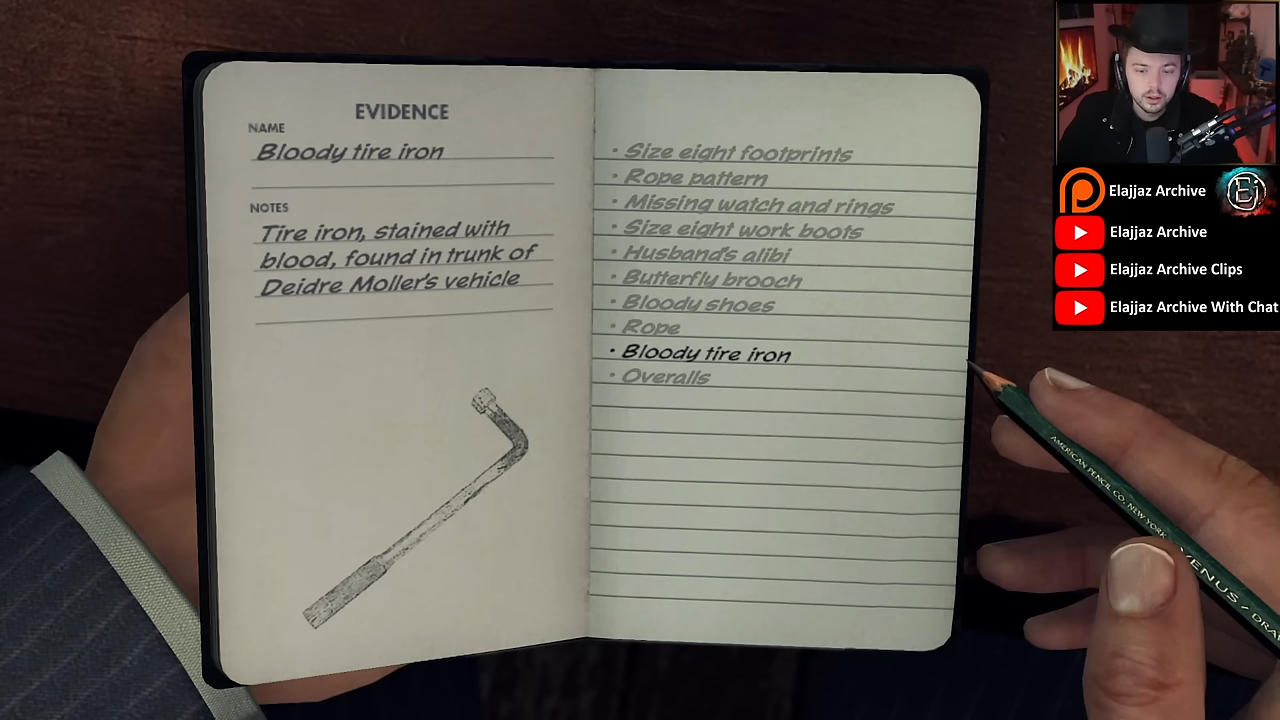 EVIDENCE
NAME
Bloody tire iron
NOTES
Tire iron, stained with
blood, found in trunk of
Deidre Moller's vehicle
• Size eight footprints
• Rope pattern
• Missing watch and rings
• Size eight work boots
• Husband's alibi
• Butterfly brooch
• Bloody shoes
• Rope
• Bloody tire iron
• Overalls
AMERICAN PENCIL CO. NEW YORK
VENUS / DRA
Elajjaz Archive
Ej
Elajjaz Archive
Elajjaz Archive Clips
Elajjaz Archive With Chat